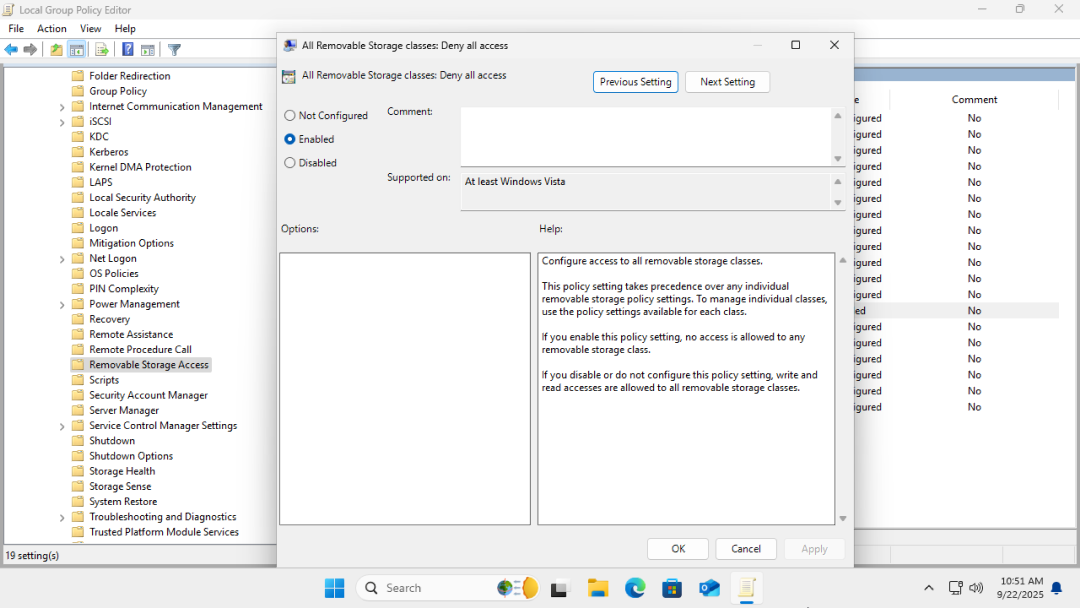 Local Group Policy Editor
File Action View Help
Folder Redirection
Group Policy
Internet Communication Management
iSCSI
KDC
Kerberos
Kernel DMA Protection
LAPS
Local Security Authority
Locale Services
Logon
Mitigation Options
Net Logon
OS Policies
PIN Complexity
Power Management
Recovery
Remote Assistance
Remote Procedure Call
Removable Storage Access
Scripts
Security Account Manager
Server Manager
Service Control Manager Settings
Shutdown
Shutdown Options
Storage Health
Storage Sense
System Restore
Troubleshooting and Diagnostics
Trusted Platform Module Services
19 setting(s)
All Removable Storage classes: Deny all access
All Removable Storage classes: Deny all access
Previous Setting
Next Setting
Not Configured
Enabled
Disabled
Comment:
Supported on:
At least Windows Vista
Options:
Help:
Configure access to all removable storage classes.
This policy setting takes precedence over any individual
removable storage policy settings. To manage individual classes,
use the policy settings available for each class.
If you enable this policy setting, no access is allowed to any
removable storage class.
If you disable or do not configure this policy setting, write and
read accesses are allowed to all removable storage classes.
OK
Cancel
Apply
e Comment
igured No
igured No
igured No
igured No
igured No
igured No
igured No
igured No
igured No
igured No
igured No
igured No
ed No
igured No
igured No
igured No
igured No
igured No
igured No
Search
10:51 AM
9/22/2025